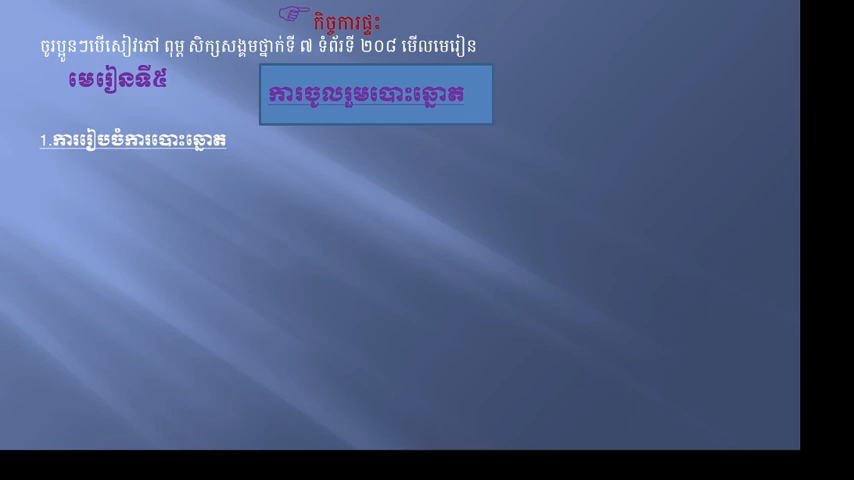 កិច្ចការផ្ទះ
ចូរប្អូនៗបើសៀវភៅ ពុម្ព សិក្សសង្គមថ្នាក់ទី ៧ ទំព័រទី ២០៨ មើលមេរៀន
មេរៀនទី៥
ការចូលរួមបោះឆ្នោត
1.ការរៀបចំការបោះឆ្នោត